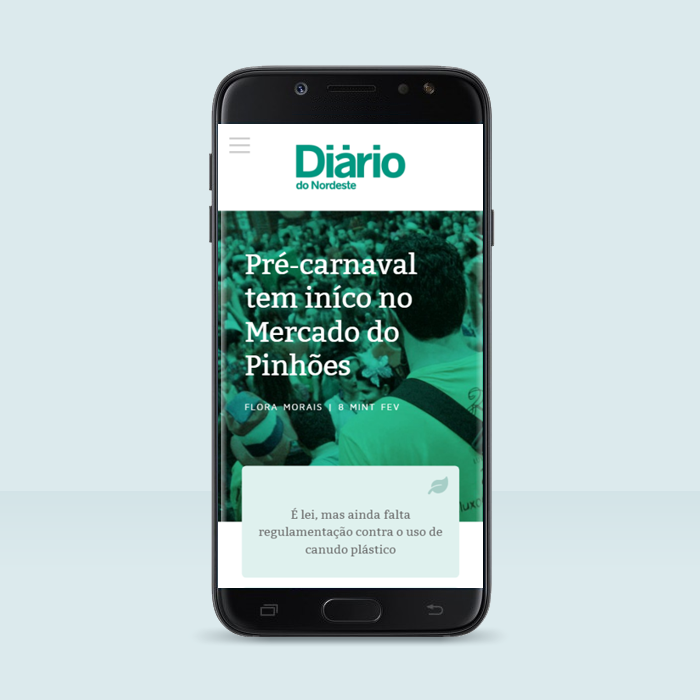 Diário
do Nordeste
Pré-carnaval
tem iníco no
Mercado do
Pinhões
FLORA MORAIS | 8 MINT FEV
É lei, mas ainda falta
regulamentação contra o uso de
canudo plástico